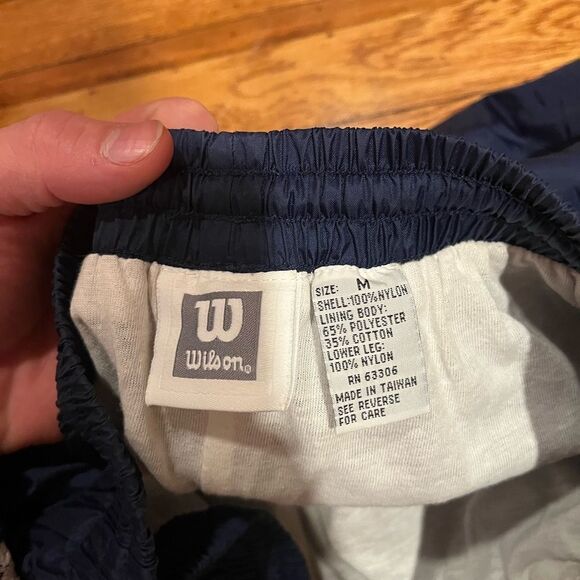 W
Wilson®
SIZE: M
SHELL:100%NYLON
LINING BODY:
65% POLYESTER
35% COTTON
LOWER LEG:
100% NYLON
RN 63306
MADE IN TAIWAN
SEE REVERSE
FOR CARE